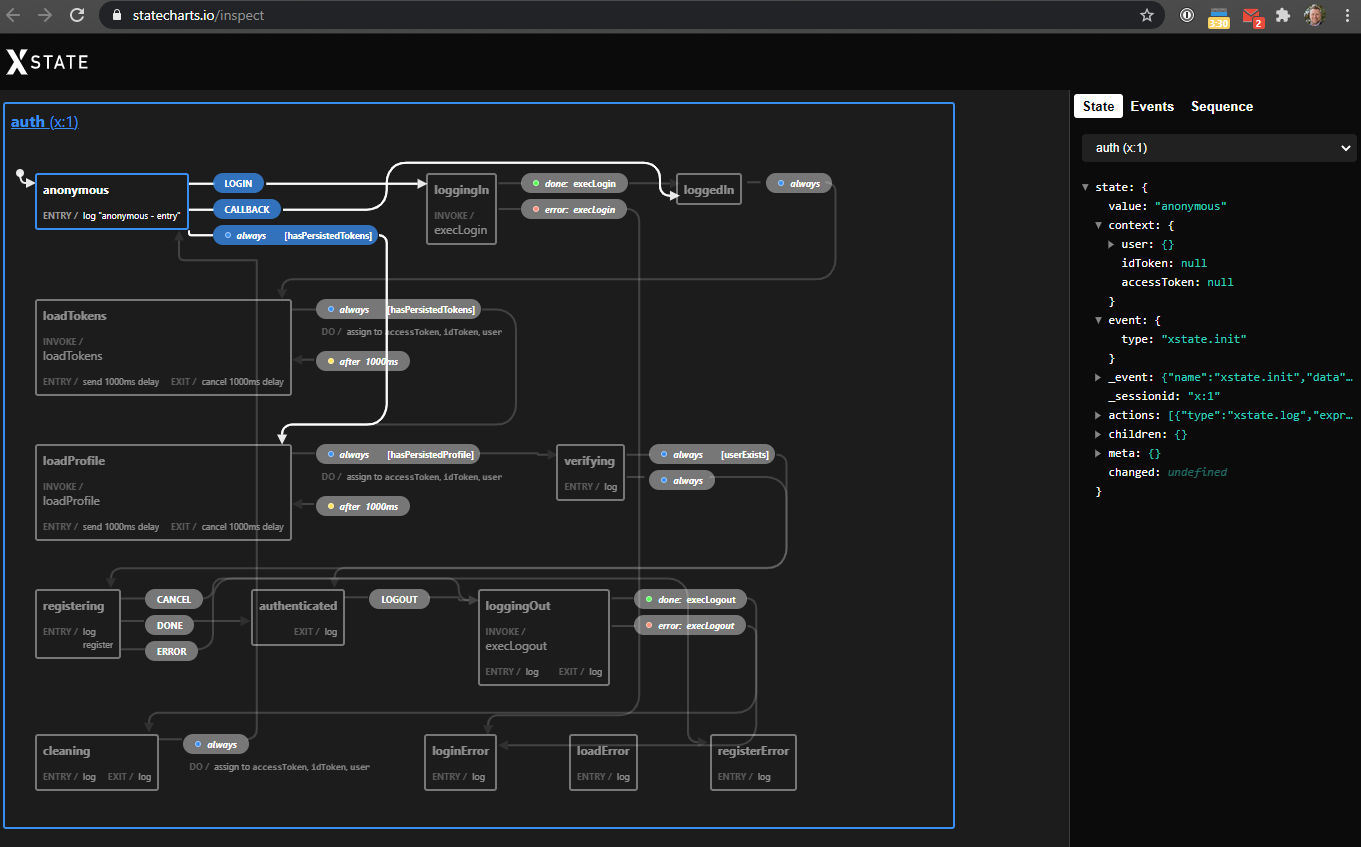 statecharts.io/inspect
3:30
2
XSTATE
auth (x:1)
anonymous
ENTRY / log "anonymous - entry"
LOGIN
CALLBACK
always [hasPersistedTokens]
loggingIn
INVOKE /
execLogin
done: execLogin
error: execLogin
loggedIn
always
loadTokens
INVOKE /
loadTokens
ENTRY / send 1000ms delay EXIT / cancel 1000ms delay
always [hasPersistedTokens]
DO / assign to accessToken, idToken, user
after 1000ms
loadProfile
INVOKE /
loadProfile
ENTRY / send 1000ms delay EXIT / cancel 1000ms delay
always [hasPersistedProfile]
DO / assign to accessToken, idToken, user
after 1000ms
verifying
ENTRY / log
always [userExists]
always
registering
ENTRY / log
register
CANCEL
DONE
ERROR
authenticated
EXIT / log
LOGOUT
loggingOut
INVOKE /
execLogout
ENTRY / log EXIT / log
done: execLogout
error: execLogout
cleaning
ENTRY / log EXIT / log
always
DO / assign to accessToken, idToken, user
loginError
ENTRY / log
loadError
ENTRY / log
registerError
ENTRY / log
State Events Sequence
auth (x:1)
state: {
value: "anonymous"
context: {
user: {}
idToken: null
accessToken: null
}
event: {
type: "xstate.init"
}
_event: {"name":"xstate.init","data"…
_sessionid: "x:1"
actions: [{"type":"xstate.log","expr…
children: {}
meta: {}
changed: undefined
}